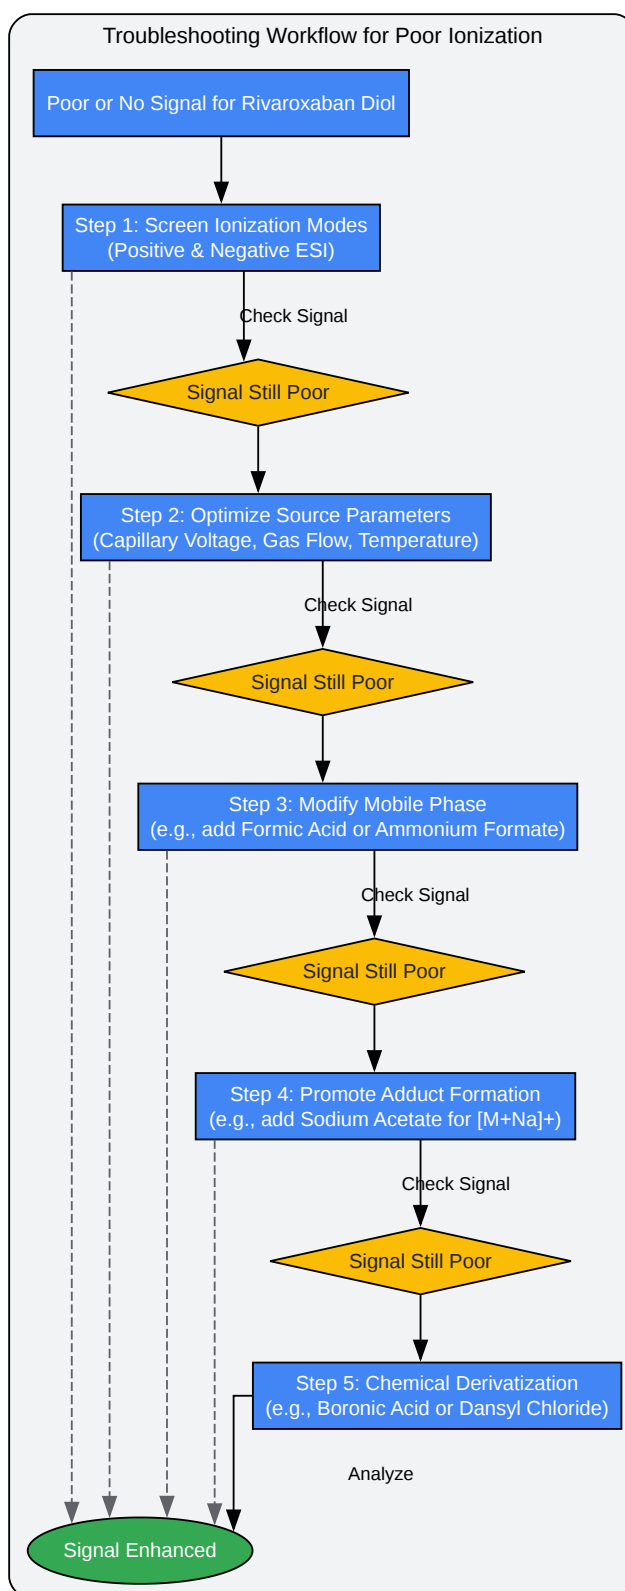 Troubleshooting Workflow for Poor Ionization
Poor or No Signal for Rivaroxaban Diol
Step 1: Screen Ionization Modes
(Positive & Negative ESI)
Check Signal
Signal Still Poor
Step 2: Optimize Source Parameters
(Capillary Voltage, Gas Flow, Temperature)
Check Signal
Signal Still Poor
Step 3: Modify Mobile Phase
(e.g., add Formic Acid or Ammonium Formate)
Check Signal
Signal Still Poor
Step 4: Promote Adduct Formation
(e.g., add Sodium Acetate for [M+Na]+)
Check Signal
Signal Still Poor
Step 5: Chemical Derivatization
(e.g., Boronic Acid or Dansyl Chloride)
Analyze
Signal Enhanced